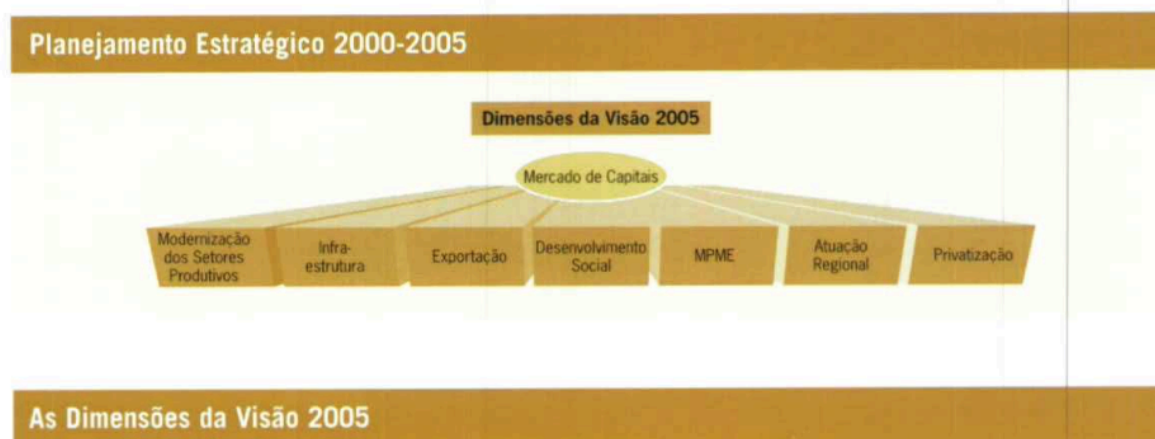 Planejamento Estratégico 2000-2005
Dimensões da Visão 2005
Mercado de Capitais
Modernização
dos Setores
Produtivos
Infra-
estrutura
Exportação
Desenvolvimento
Social
MPME
Atuação
Regional
Privatização
As Dimensões da Visão 2005